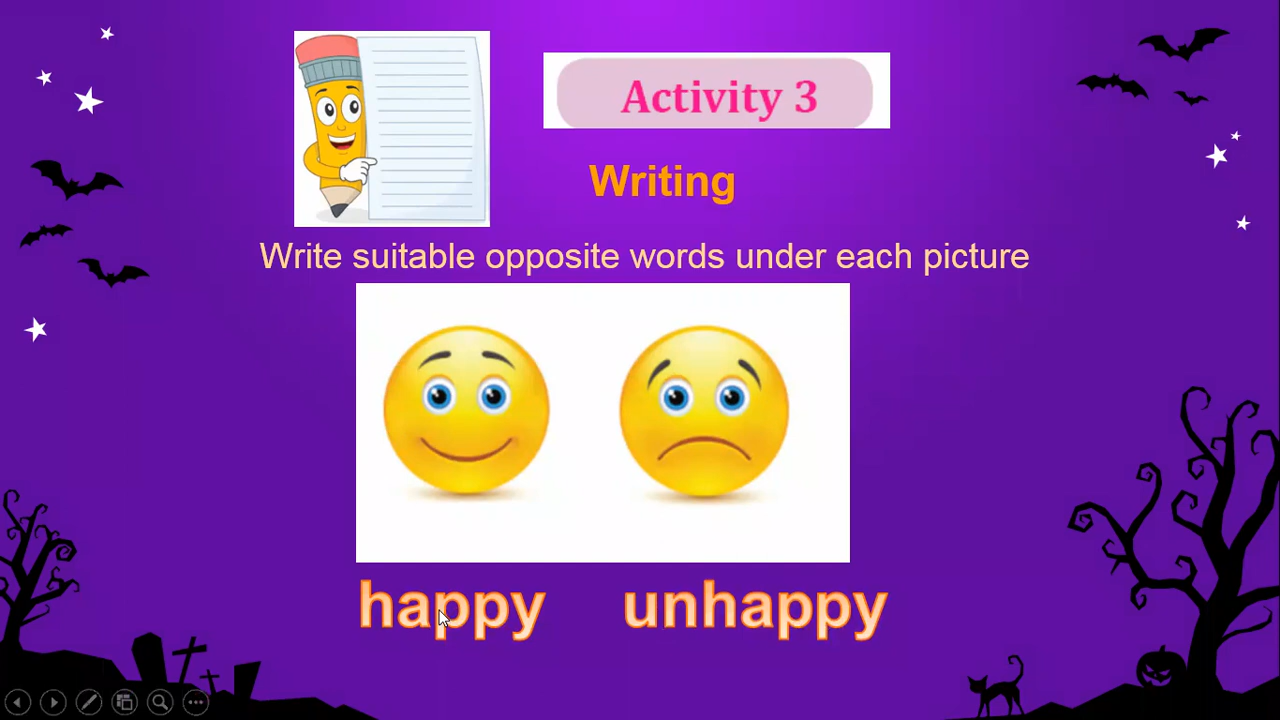 Activity 3
Writing
Write suitable opposite words under each picture
happy unhappy